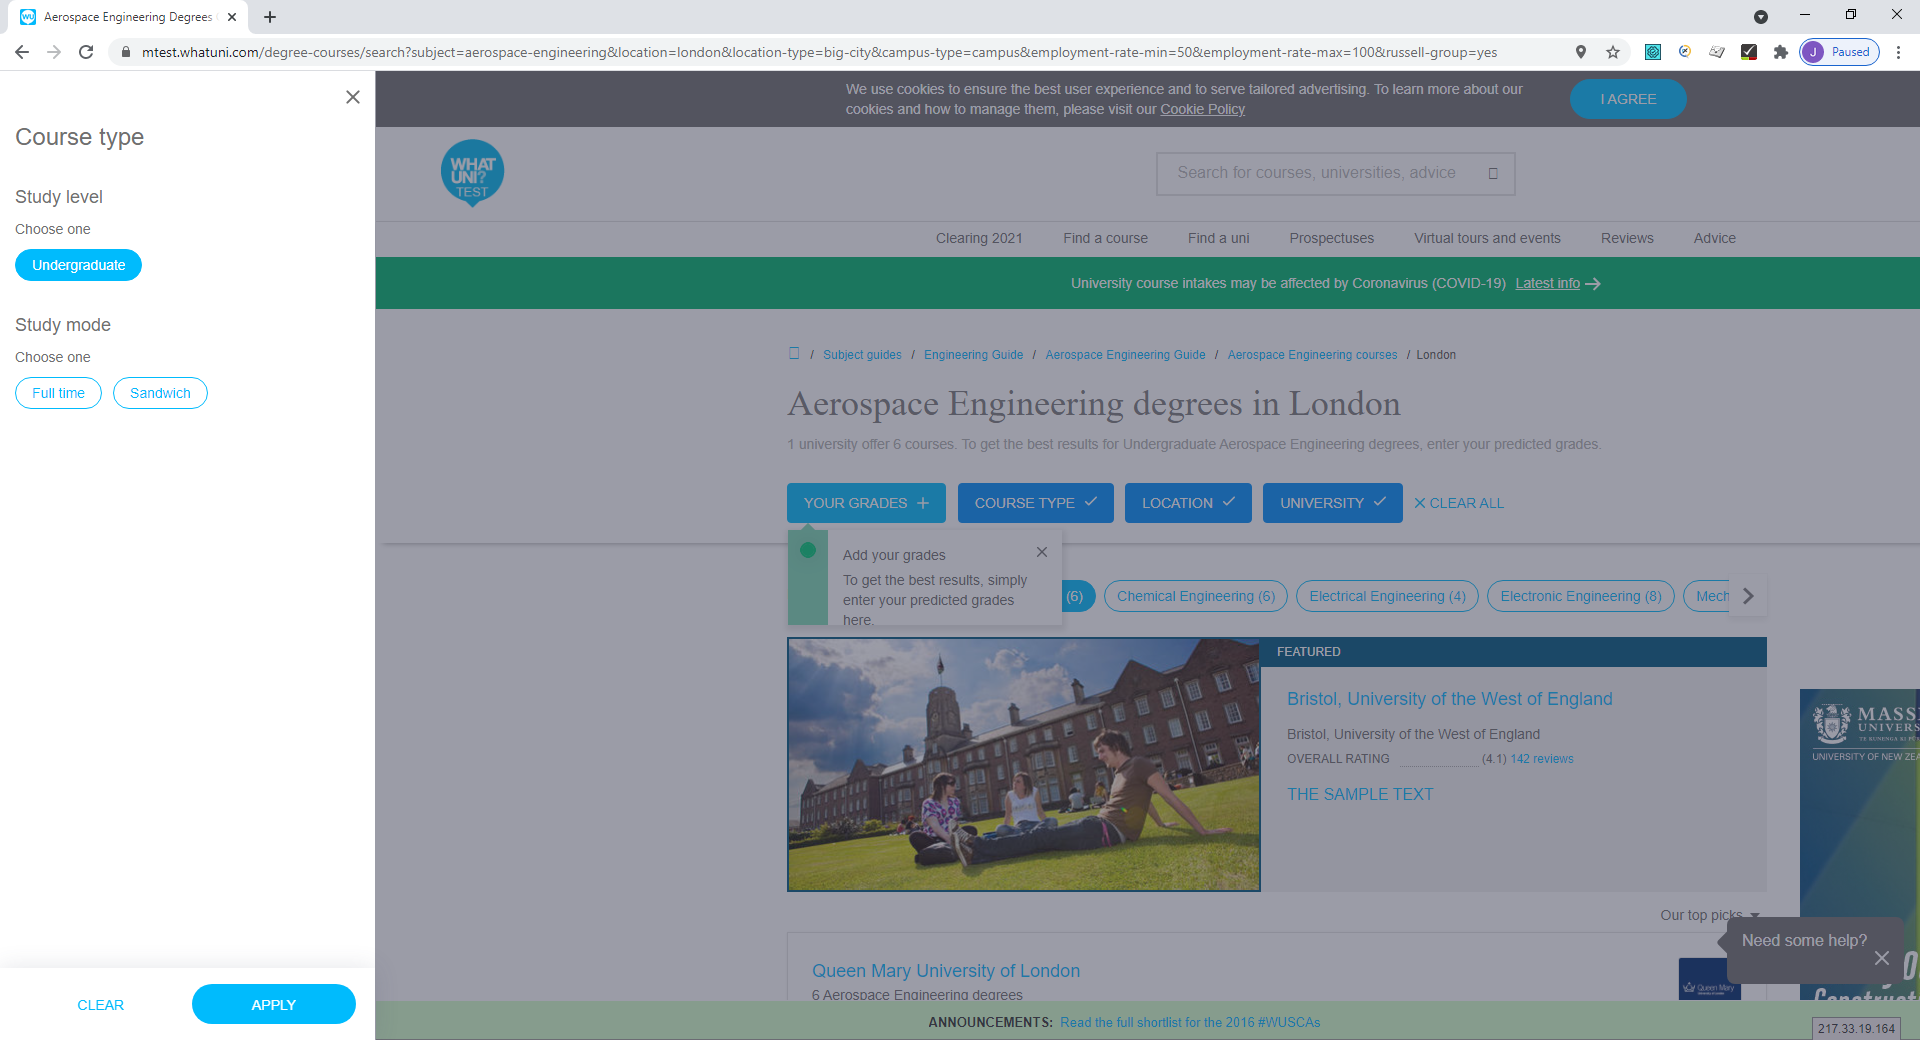 Aerospace Engineering Degrees
mtest.whatuni.com/degree-courses/search?subject=aerospace-engineering&location=london&location-type=big-city&campus-type=campus&employment-rate-min=50&employment-rate-max=100&russell-group=yes
J Paused
Course type
Study level
Choose one
Undergraduate
Study mode
Choose one
Full time Sandwich
CLEAR APPLY
We use cookies to ensure the best user experience and to serve tailored advertising. To learn more about our
cookies and how to manage them, please visit our Cookie Policy
I AGREE
WHAT
UNI?
TEST
Search for courses, universities, advice
Clearing 2021 Find a course Find a uni Prospectuses Virtual tours and events Reviews Advice
University course intakes may be affected by Coronavirus (COVID-19) Latest info
/ Subject guides / Engineering Guide / Aerospace Engineering Guide / Aerospace Engineering courses / London
Aerospace Engineering degrees in London
1 university offer 6 courses. To get the best results for Undergraduate Aerospace Engineering degrees, enter your predicted grades.
YOUR GRADES COURSE TYPE LOCATION UNIVERSITY CLEAR ALL
Add your grades
To get the best results, simply
enter your predicted grades
here.
(6) Chemical Engineering (6) Electrical Engineering (4) Electronic Engineering (8) Mech
FEATURED
Bristol, University of the West of England
Bristol, University of the West of England
OVERALL RATING (4.1) 142 reviews
THE SAMPLE TEXT
MASS
UNIVERS
UNIVERSITY OF NEW ZEA
Our top picks
Need some help?
Queen Mary University of London
6 Aerospace Engineering degrees
Queen Mary
ANNOUNCEMENTS: Read the full shortlist for the 2016 #WUSCAs
217.33.19.164